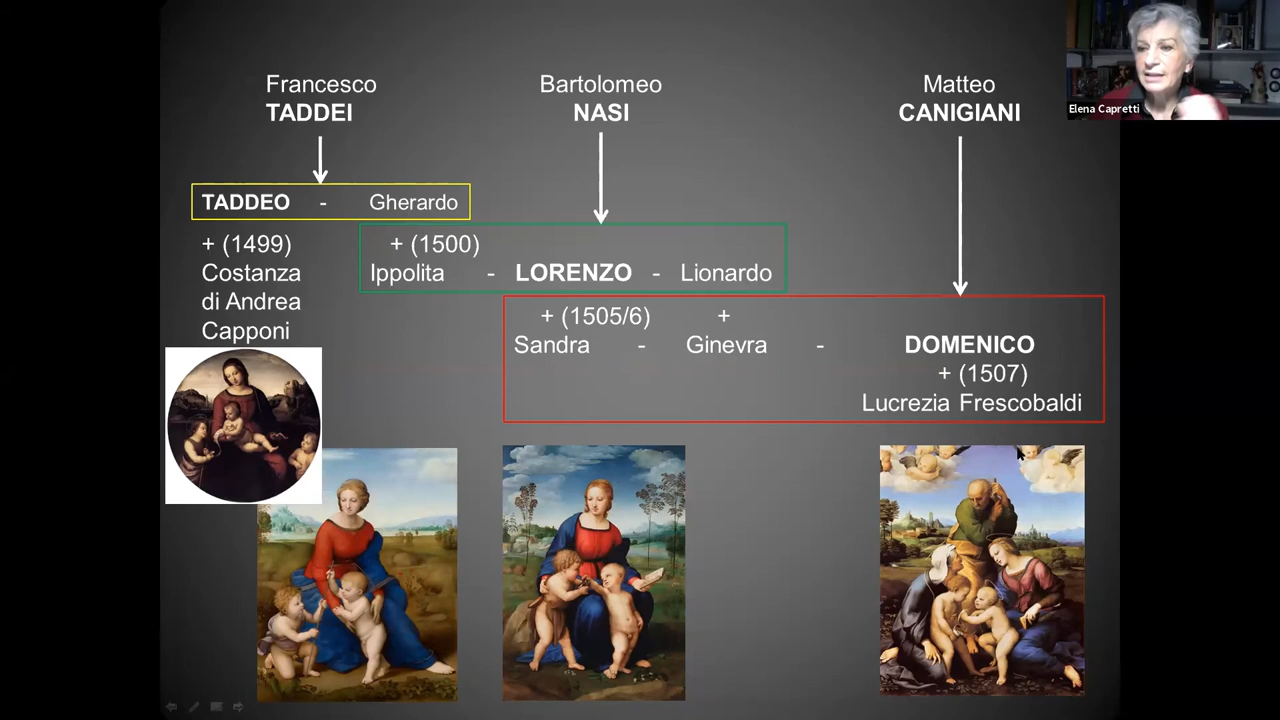 Francesco
TADDEI
Bartolomeo
NASI
Matteo
CANIGIANI
Elena Capretti
TADDEO - Gherardo
+ (1499)
Costanza
di Andrea
Capponi
+ (1500)
Ippolita - LORENZO - Lionardo
+ (1505/6) +
Sandra - Ginevra - DOMENICO
+ (1507)
Lucrezia Frescobaldi